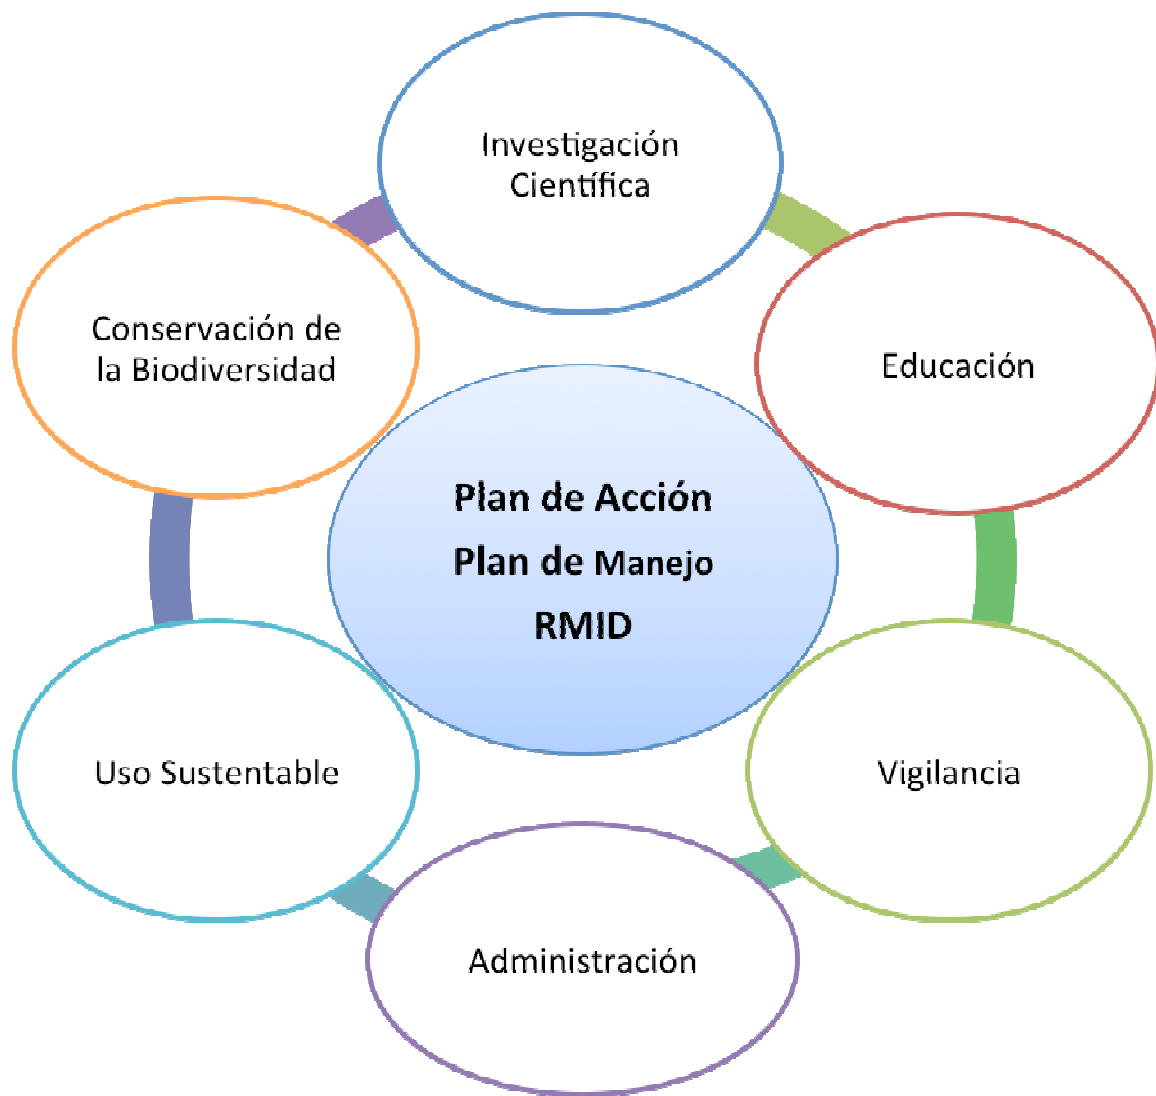 Investigación
Científica
Educación
Vigilancia
Administración
Uso Sustentable
Conservación de
la Biodiversidad
Plan de Acción
Plan de Manejo
RMID